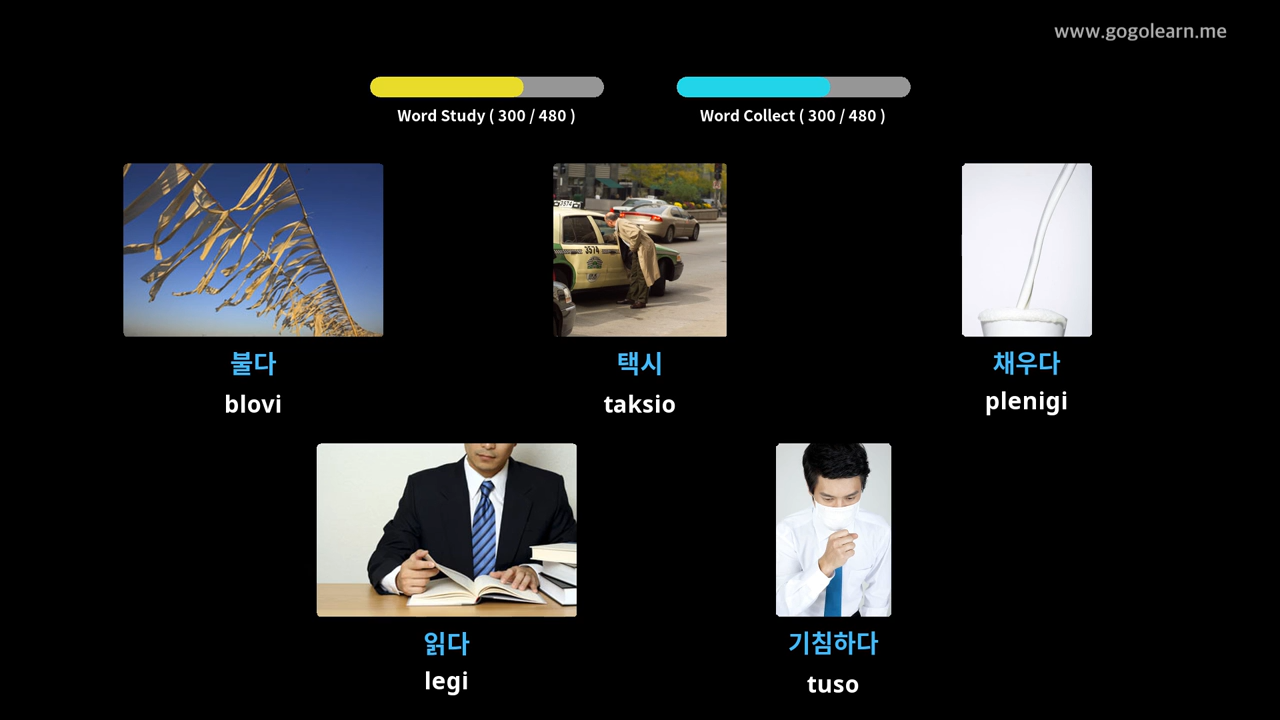 www.gogolearn.me
Word Study ( 300 / 480 )
Word Collect ( 300 / 480 )
3574
불다
택시
채우다
blovi
taksio
plenigi
읽다
기침하다
legi
tuso